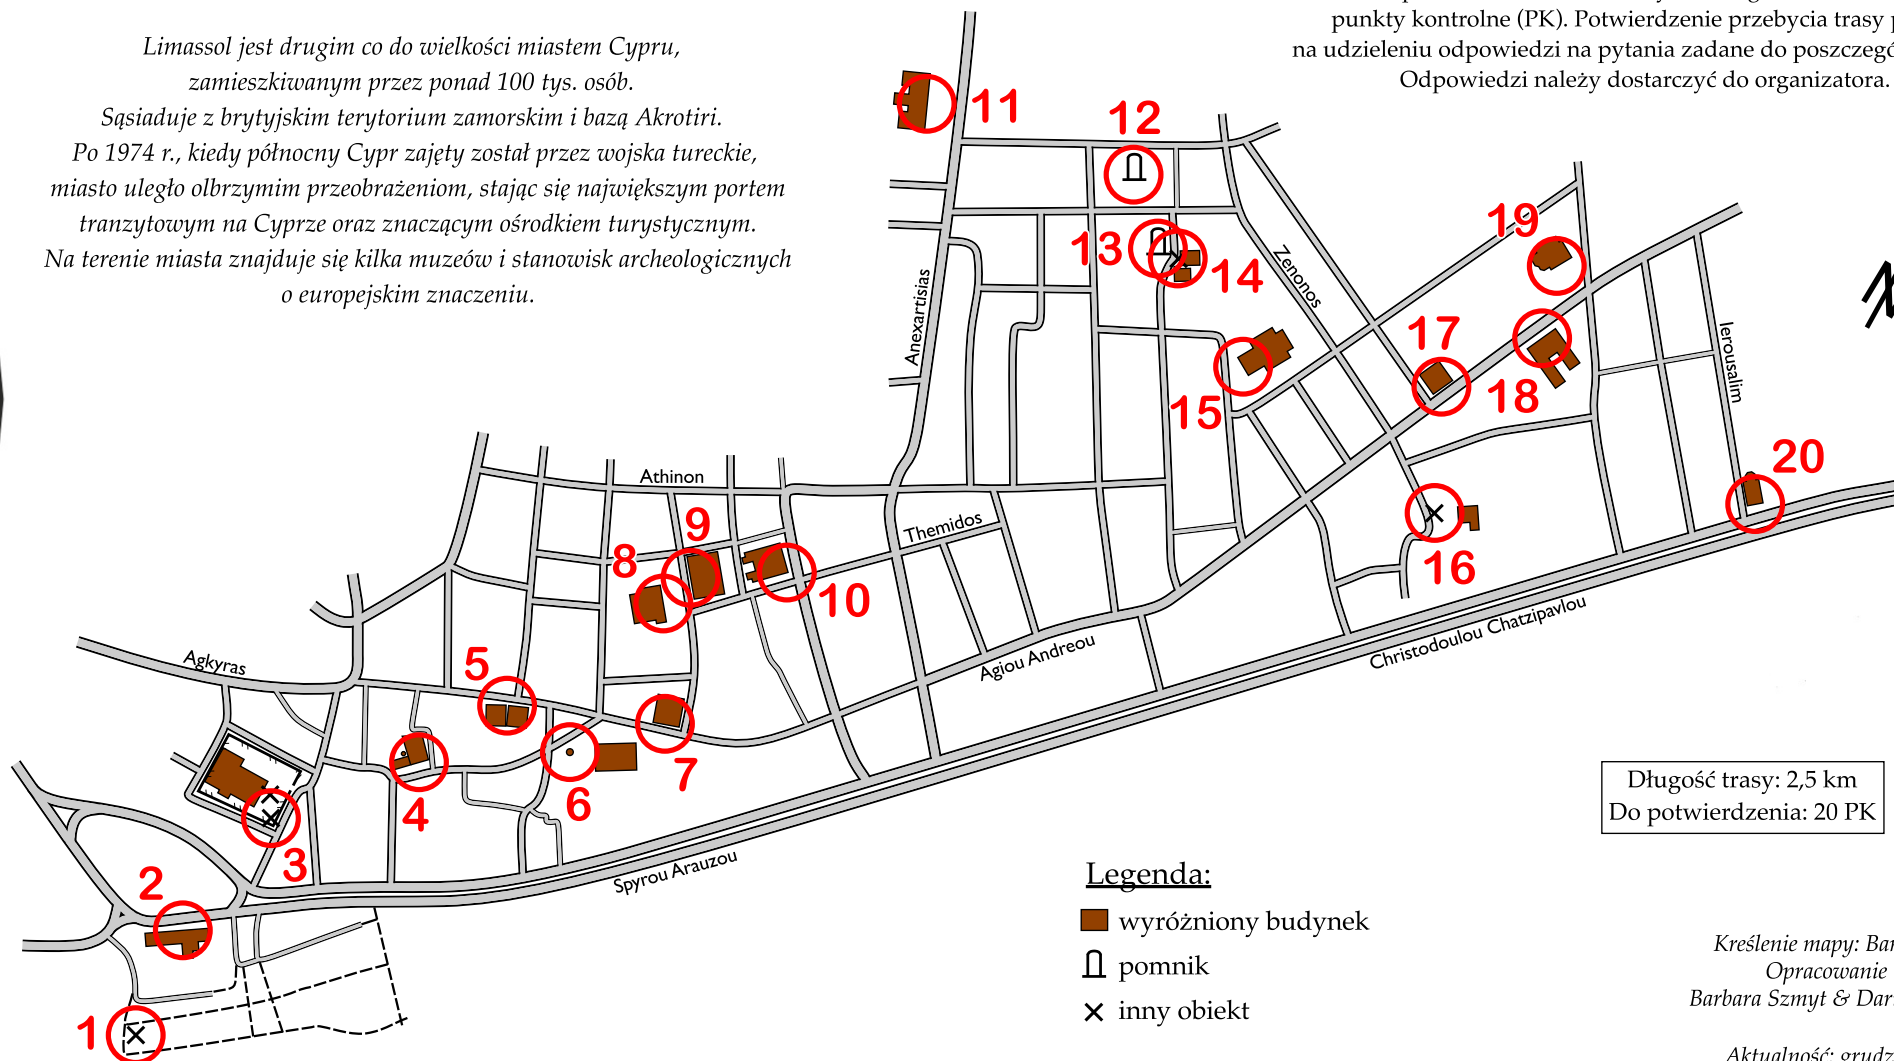 Limassol jest drugim co do wielkości miastem Cypru,
zamieszkiwanym przez ponad 100 tys. osób.
Sąsiaduje z brytyjskim terytorium zamorskim i bazą Akrotiri.
Po 1974 r., kiedy północny Cypr zajęty został przez wojska tureckie,
miasto uległo olbrzymim przeobrażeniom, stając się największym portem
tranzytowym na Cyprze oraz znaczącym ośrodkiem turystycznym.
Na terenie miasta znajduje się kilka muzeów i stanowisk archeologicznych
o europejskim znaczeniu.
punkty kontrolne (PK). Potwierdzenie przebycia trasy
na udzieleniu odpowiedzi na pytania zadane do
Odpowiedzi należy dostarczyć do organizatora.
11
12
13
14
19
17
18
15
20
16
Anexartisias
Zenonos
Ierousalim
Athinon
Themidos
9
8
10
5
7
6
4
3
2
1
Agkyras
Agiou Andreou
Christodoulou Chatzipavlou
Spyrou Arauzou
Długość trasy: 2,5 km
Do potwierdzenia: 20 PK
Legenda:
wyróżniony budynek
pomnik
inny obiekt
Kreślenie mapy:
Opracowanie
Barbara Szmyt &